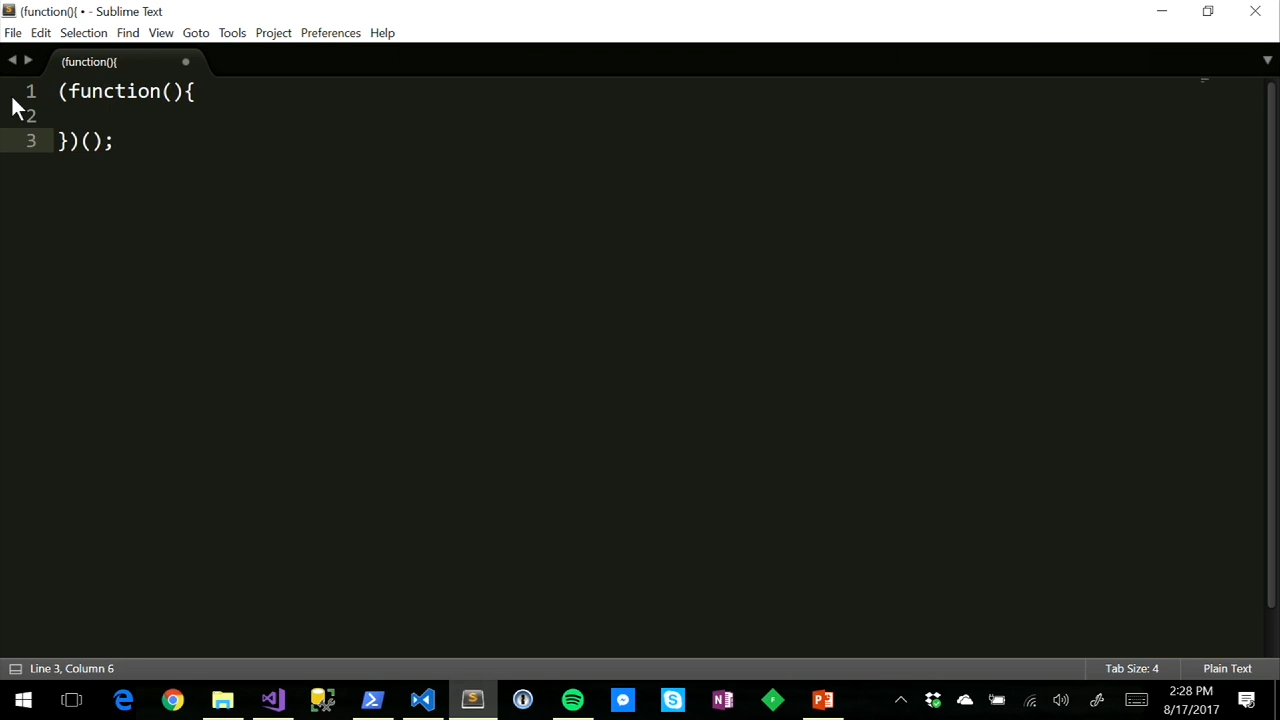 (function(){ • - Sublime Text
File Edit Selection Find View Goto Tools Project Preferences Help
(function(){
1 (function(){
2
3 })();
Line 3, Column 6 Tab Size: 4 Plain Text
2:28 PM
8/17/2017